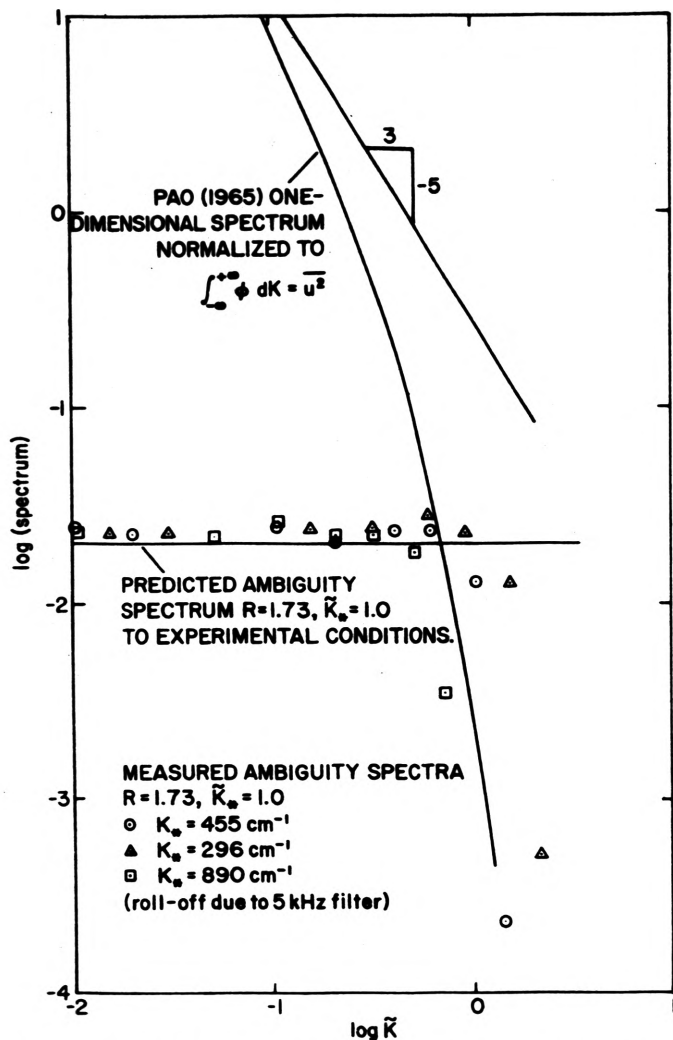 1
3
-5
PAO (1965) ONE-
DIMENSIONAL SPECTRUM
NORMALIZED TO
∫_{-∞}^{+∞} ϕ dK = \overline{u²}
0
-1
log (spectrum)
PREDICTED AMBIGUITY
SPECTRUM R=1.73, K̃*=1.0
TO EXPERIMENTAL CONDITIONS.
-2
MEASURED AMBIGUITY SPECTRA
R=1.73, K̃*=1.0
⊙ K* = 455 cm⁻¹
▲ K* = 296 cm⁻¹
⊡ K* = 890 cm⁻¹
(roll-off due to 5 kHz filter)
-3
-4
-2 -1 0 1
log K̃